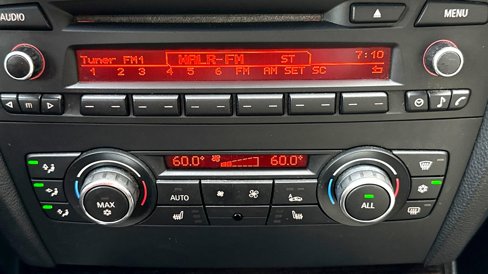 AUDIO
MENU
Tuner FM1 WALR-FM ST 7:10
1 2 3 4 5 6 FM AM SET SC
m
60.0° 60.0°
MAX
AUTO
ALL